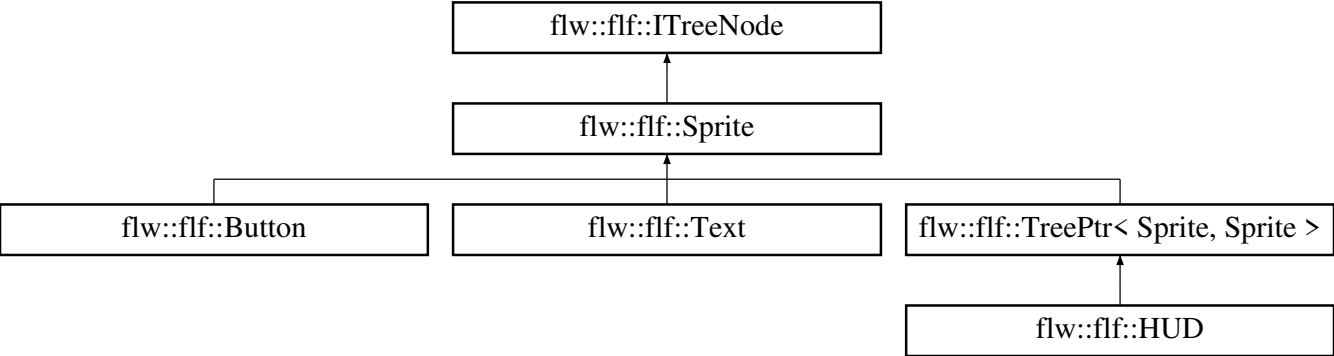 flw::flf::ITreeNode
flw::flf::Sprite
flw::flf::Button
flw::flf::Text
flw::flf::TreePtr< Sprite, Sprite >
flw::flf::HUD